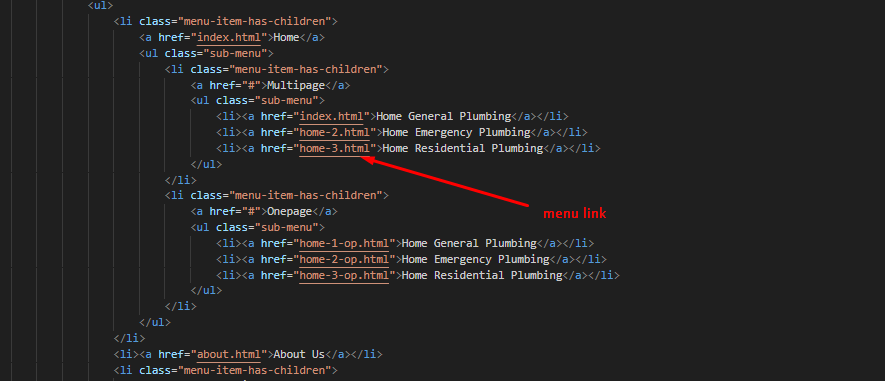 <ul>
<li class="menu-item-has-children">
<a href="index.html">Home</a>
<ul class="sub-menu">
<li class="menu-item-has-children">
<a href="#">Multipage</a>
<ul class="sub-menu">
<li><a href="index.html">Home General Plumbing</a></li>
<li><a href="home-2.html">Home Emergency Plumbing</a></li>
<li><a href="home-3.html">Home Residential Plumbing</a></li>
</ul>
</li>
<li class="menu-item-has-children">
<a href="#">Onepage</a>
menu link
<ul class="sub-menu">
<li><a href="home-1-op.html">Home General Plumbing</a></li>
<li><a href="home-2-op.html">Home Emergency Plumbing</a></li>
<li><a href="home-3-op.html">Home Residential Plumbing</a></li>
</ul>
</li>
</ul>
</li>
<li><a href="about.html">About Us</a></li>
<li class="menu-item-has-children">